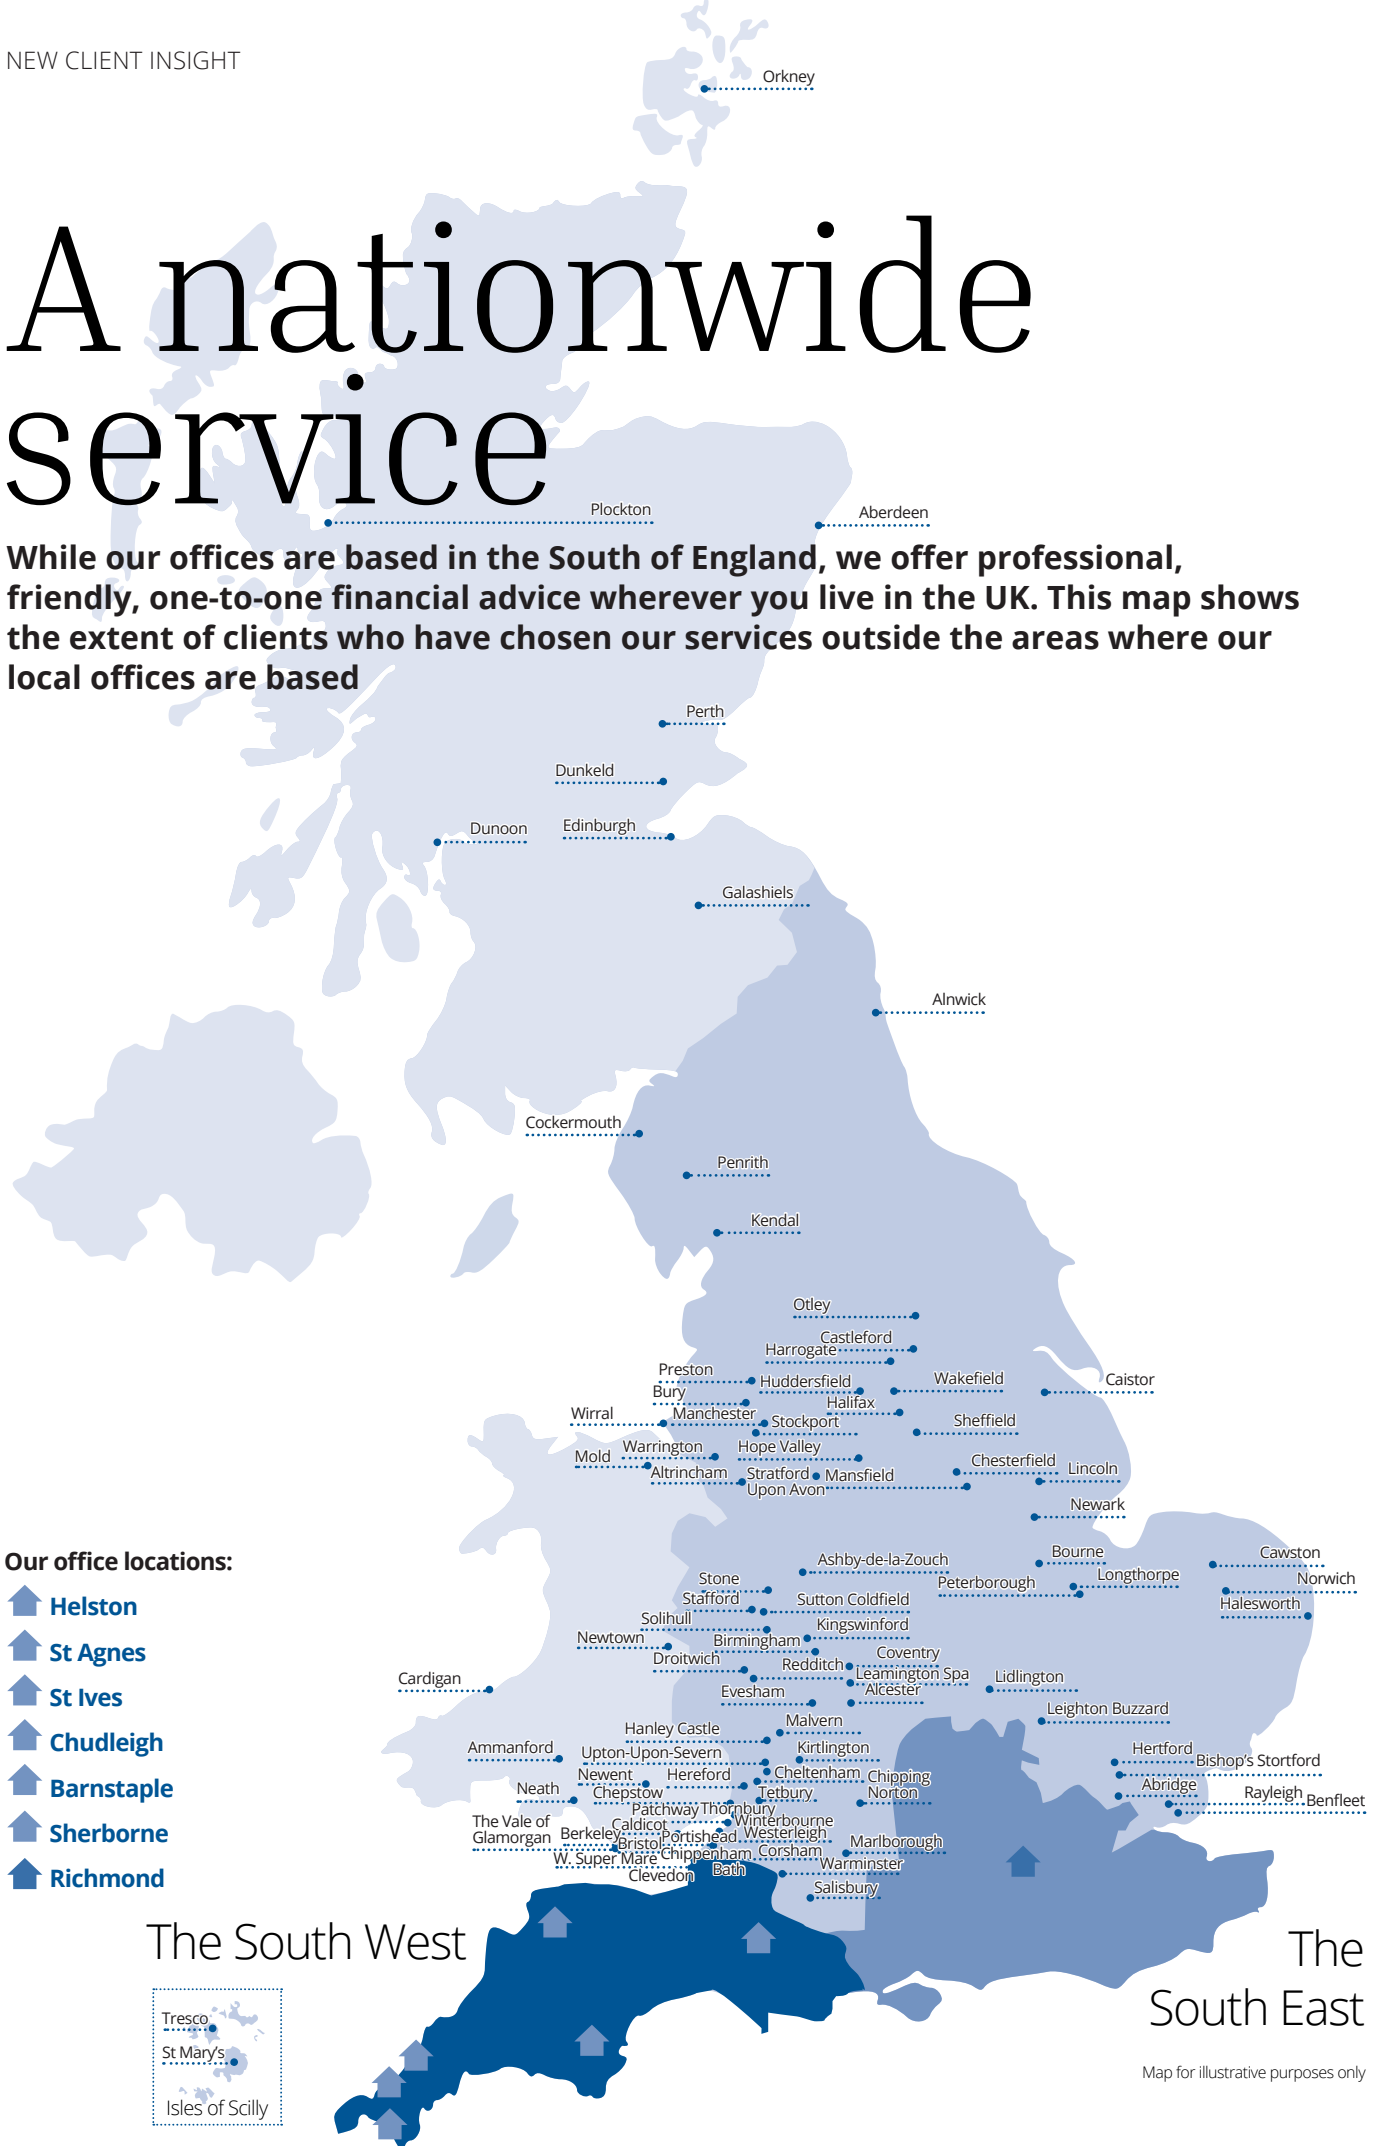 NEW CLIENT INSIGHT
Orkney
A nationwide
service
Plockton
Aberdeen
While our offices are based in the South of England, we offer professional,
friendly, one-to-one financial advice wherever you live in the UK. This map shows
the extent of clients who have chosen our services outside the areas where our
local offices are based
Perth
Dunkeld
Edinburgh
Dunoon
Galashiels
Alnwick
Cockermouth
Penrith
Kendal
Otley
Castleford
Harrogate
Preston
Huddersfield
Wakefield
Caistor
Bury
Halifax
Wirral
Manchester
Stockport
Sheffield
Mold
Warrington
Hope Valley
Chesterfield
Lincoln
Altrincham
Stratford
Upon Avon
Mansfield
Newark
Our office locations:
Helston
St Agnes
St Ives
Chudleigh
Barnstaple
Sherborne
Richmond
Ashby-de-la-Zouch
Bourne
Cawston
Stone
Peterborough
Longthorpe
Norwich
Stafford
Sutton Coldfield
Halesworth
Solihull
Kingswinford
Newtown
Birmingham
Droitwich
Redditch
Coventry
Leamington Spa
Cardigan
Evesham
Alcester
Lidlington
Leighton Buzzard
Hanley Castle
Malvern
Ammanford
Upton-Upon-Severn
Kirtlington
Hertford
Bishop's Stortford
Newent
Hereford
Cheltenham
Chipping
Norton
Neath
Chepstow
Tetbury
Abridge
Rayleigh
Benfleet
Patchway
Thornbury
The Vale of
Glamorgan
Caldicot
Winterbourne
Berkeley
Bristol
Portishead
Westerleigh
Marlborough
W. Super Mare
Chippenham
Corsham
Clevedon
Bath
Warminster
Salisbury
The South West
The
South East
Tresco
St Mary's
Isles of Scilly
Map for illustrative purposes only